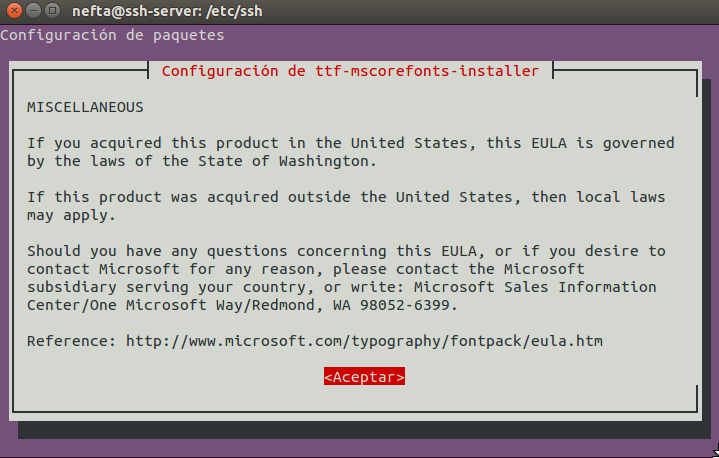 nefta@ssh-server: /etc/ssh
Configuración de paquetes
Configuración de ttf-mscorefonts-installer
MISCELLANEOUS
If you acquired this product in the United States, this EULA is governed
by the laws of the State of Washington.
If this product was acquired outside the United States, then local laws
may apply.
Should you have any questions concerning this EULA, or if you desire to
contact Microsoft for any reason, please contact the Microsoft
subsidiary serving your country, or write: Microsoft Sales Information
Center/One Microsoft Way/Redmond, WA 98052-6399.
Reference: http://www.microsoft.com/typography/fontpack/eula.htm
<Aceptar>